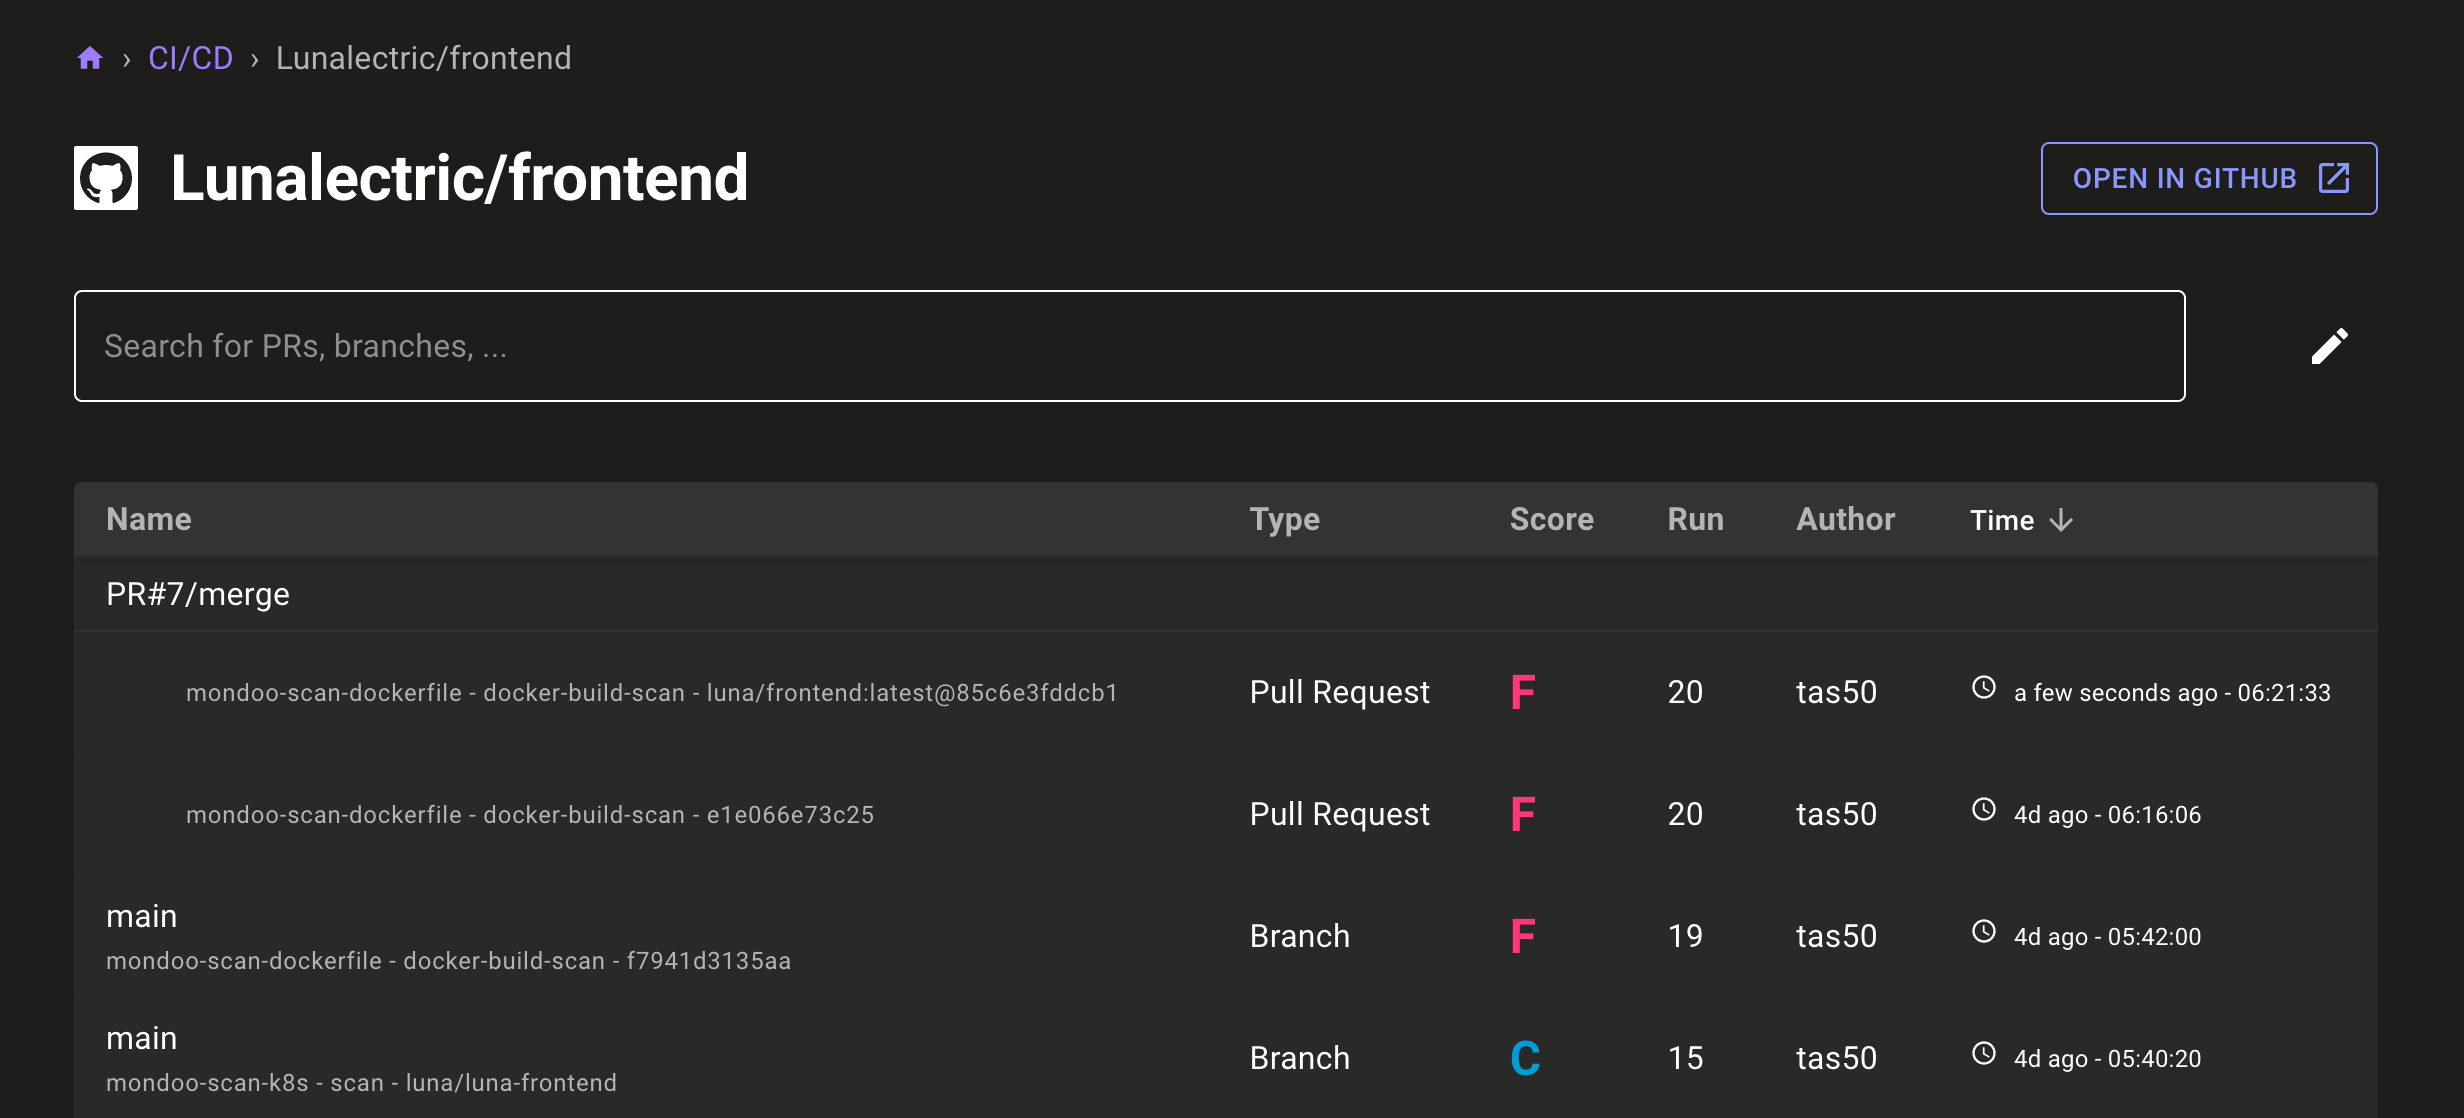 › CI/CD › Lunalectric/frontend
Lunalectric/frontend
OPEN IN GITHUB
Search for PRs, branches, ...
Name Type Score Run Author Time
PR#7/merge
mondoo-scan-dockerfile - docker-build-scan - luna/frontend:latest@85c6e3fddcb1 Pull Request F 20 tas50 a few seconds ago - 06:21:33
mondoo-scan-dockerfile - docker-build-scan - e1e066e73c25 Pull Request F 20 tas50 4d ago - 06:16:06
main
mondoo-scan-dockerfile - docker-build-scan - f7941d3135aa Branch F 19 tas50 4d ago - 05:42:00
main
mondoo-scan-k8s - scan - luna/luna-frontend Branch C 15 tas50 4d ago - 05:40:20